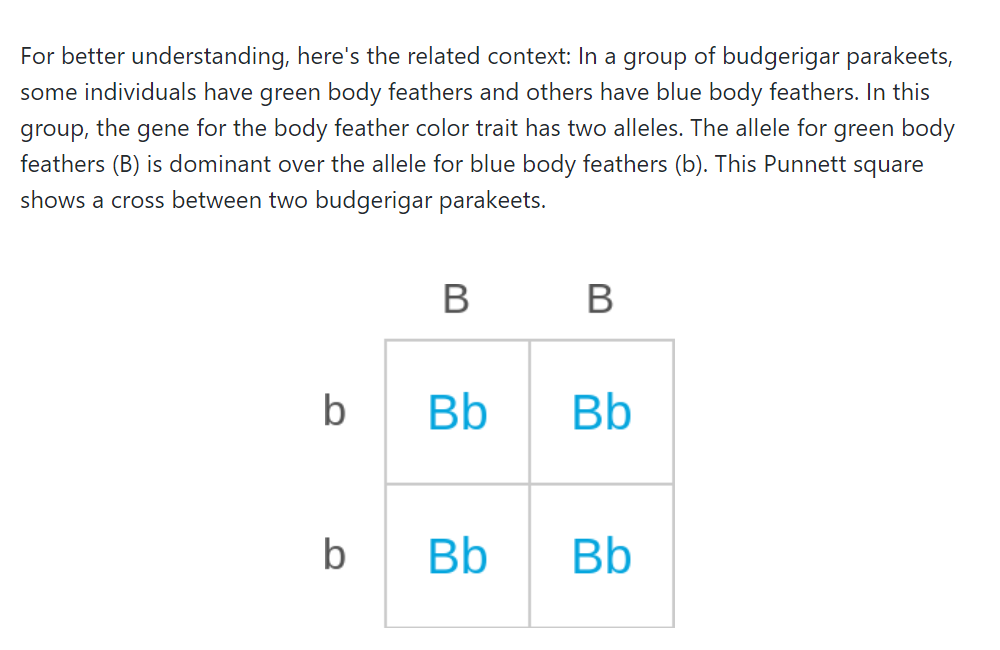 For better understanding, here's the related context: In a group of budgerigar parakeets,
some individuals have green body feathers and others have blue body feathers. In this
group, the gene for the body feather color trait has two alleles. The allele for green body
feathers (B) is dominant over the allele for blue body feathers (b). This Punnett square
shows a cross between two budgerigar parakeets.
B B
b Bb Bb
b Bb Bb